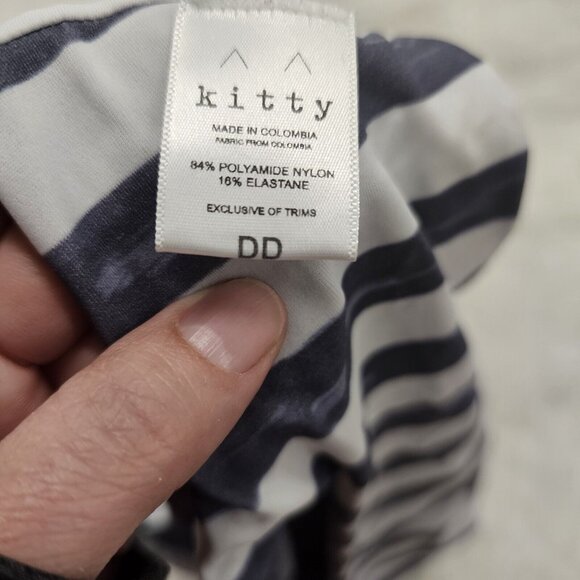 kitty
MADE IN COLOMBIA
FABRIC FROM COLOMBIA
84% POLYAMIDE NYLON
16% ELASTANE
EXCLUSIVE OF TRIMS
DD